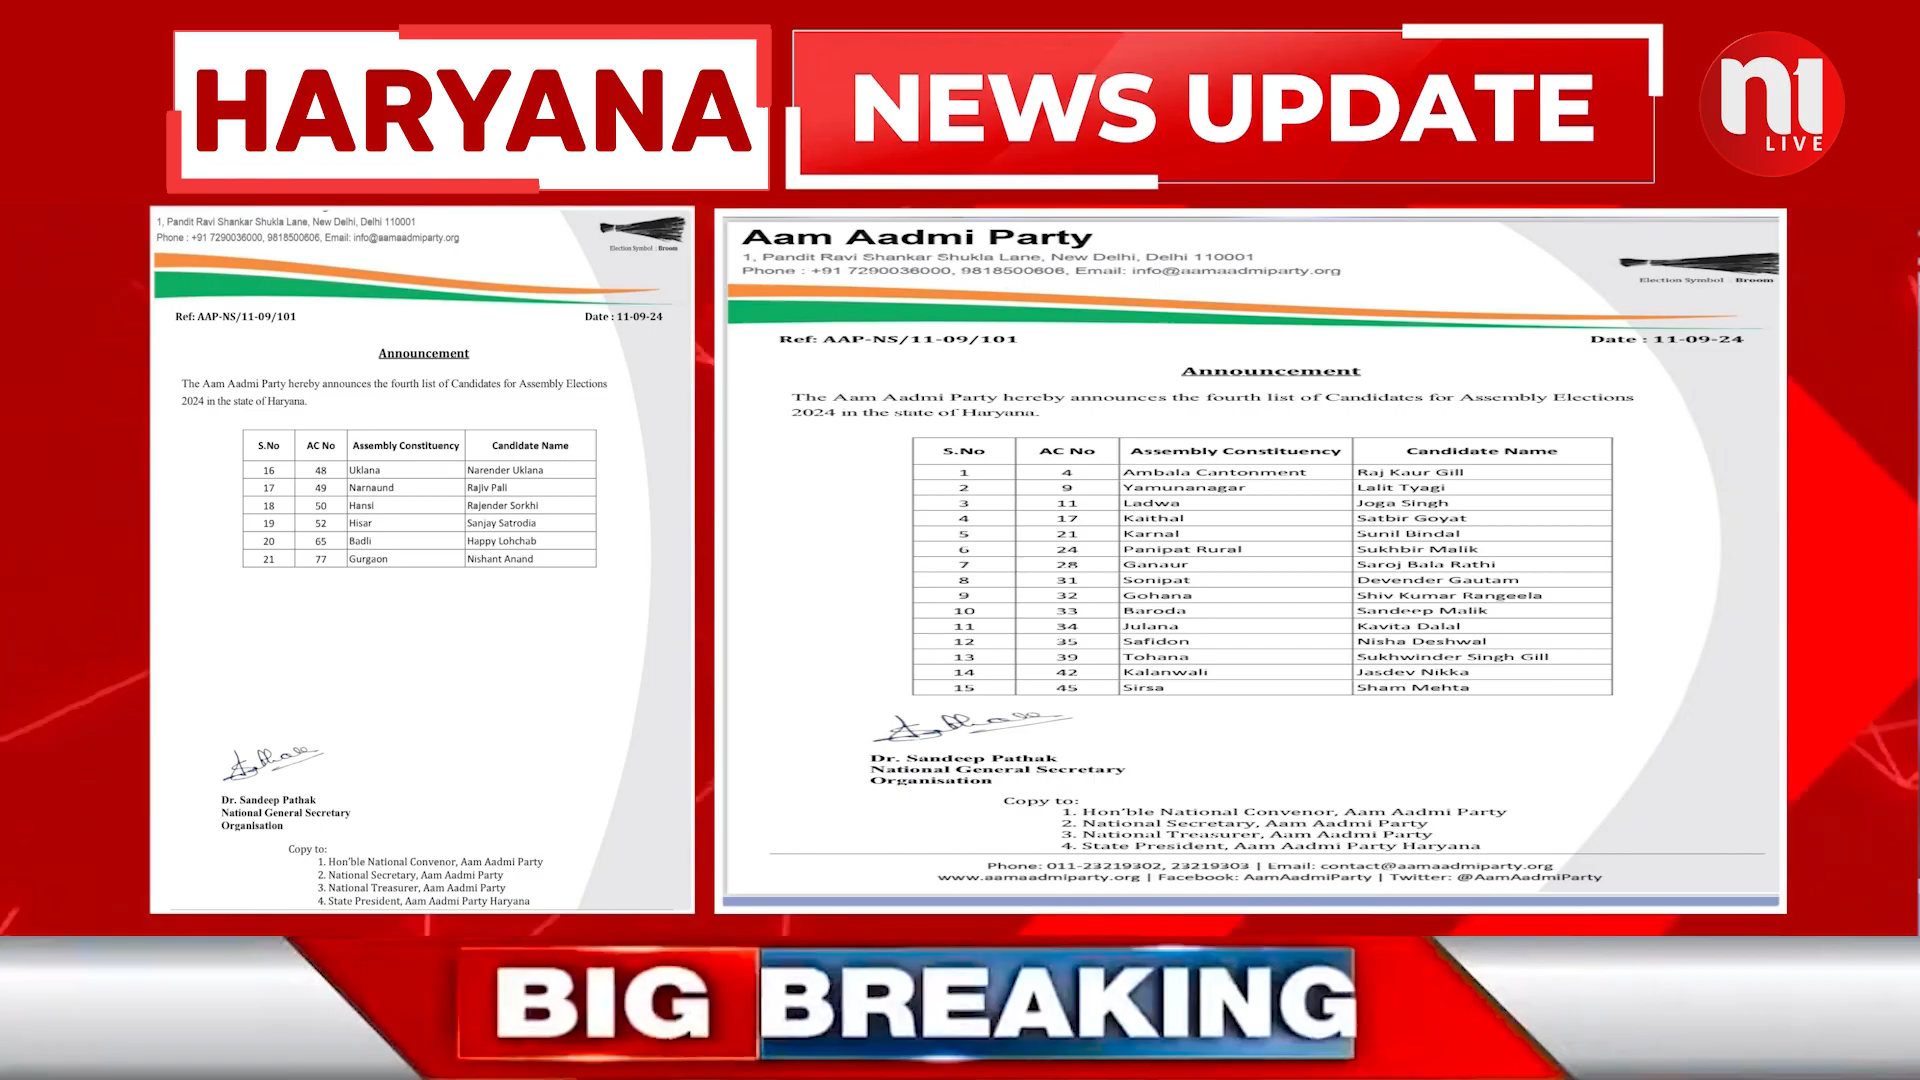 HARYANA
NEWS UPDATE
n1
LIVE
1, Pandit Ravi Shankar Shukla Lane, New Delhi, Delhi 110001
Phone : +91 7290036000, 9818500606, Email: info@aamaadmiparty.org
Election Symbol : Broom
Ref: AAP-NS/11-09/101 Date : 11-09-24
Announcement
The Aam Aadmi Party hereby announces the fourth list of Candidates for Assembly Elections
2024 in the state of Haryana.
S.No AC No Assembly Constituency Candidate Name
16 48 Uklana Narender Uklana
17 49 Narnaund Rajiv Pali
18 50 Hansi Rajender Sorkhi
19 52 Hisar Sanjay Satrodia
20 65 Badli Happy Lohchab
21 77 Gurgaon Nishant Anand
Dr. Sandeep Pathak
National General Secretary
Organisation
Copy to:
1. Hon'ble National Convenor, Aam Aadmi Party
2. National Secretary, Aam Aadmi Party
3. National Treasurer, Aam Aadmi Party
4. State President, Aam Aadmi Party Haryana
Aam Aadmi Party
1, Pandit Ravi Shankar Shukla Lane, New Delhi, Delhi 110001
Phone : +91 7290036000, 9818500606, Email: info@aamaadmiparty.org
Election Symbol : Broom
Ref: AAP-NS/11-09/101 Date : 11-09-24
Announcement
The Aam Aadmi Party hereby announces the fourth list of Candidates for Assembly Elections
2024 in the state of Haryana.
S.No AC No Assembly Constituency Candidate Name
1 4 Ambala Cantonment Raj Kaur Gill
2 9 Yamunanagar Lalit Tyagi
3 11 Ladwa Joga Singh
4 17 Kaithal Satbir Goyat
5 21 Karnal Sunil Bindal
6 24 Panipat Rural Sukhbir Malik
7 28 Ganaur Saroj Bala Rathi
8 31 Sonipat Devender Gautam
9 32 Gohana Shiv Kumar Rangeela
10 33 Baroda Sandeep Malik
11 34 Julana Kavita Dalal
12 35 Safidon Nisha Deshwal
13 39 Tohana Sukhwinder Singh Gill
14 42 Kalanwali Jasdev Nikka
15 45 Sirsa Sham Mehta
Dr. Sandeep Pathak
National General Secretary
Organisation
Copy to:
1. Hon'ble National Convenor, Aam Aadmi Party
2. National Secretary, Aam Aadmi Party
3. National Treasurer, Aam Aadmi Party
4. State President, Aam Aadmi Party Haryana
Phone: 011-23219302, 23219303 | Email: contact@aamaadmiparty.org
www.aamaadmiparty.org | Facebook: AamAadmiParty | Twitter: @AamAadmiParty
BIG BREAKING